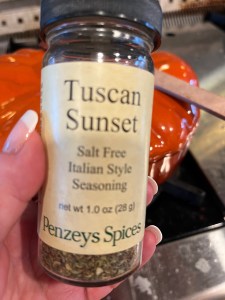 Tuscan
Sunset
Salt Free
Italian Style
Seasoning
net wt 1.0 oz (28 g)
Penzeys Spices